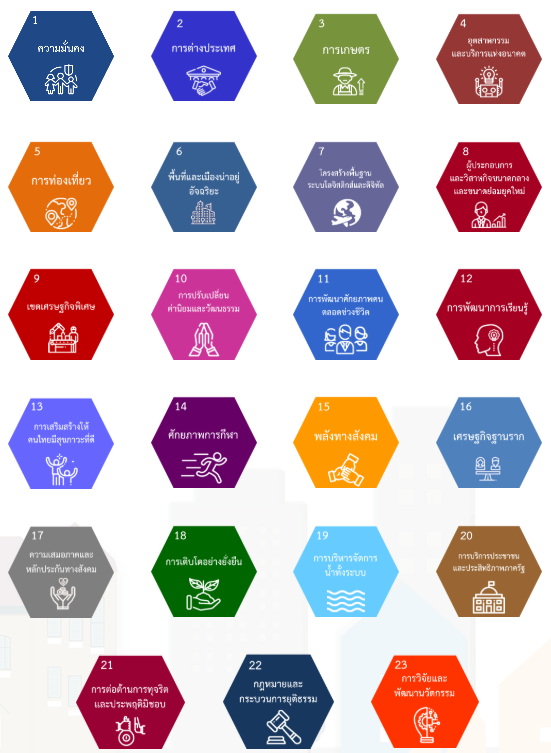 1
ความมั่นคง
2
การต่างประเทศ
3
การเกษตร
4
อุตสาหกรรม
และบริการแห่งอนาคต
5
การท่องเที่ยว
6
พื้นที่และเมืองน่าอยู่
อัจฉริยะ
7
โครงสร้างพื้นฐาน
ระบบโลจิสติกส์และดิจิทัล
8
ผู้ประกอบการ
และวิสาหกิจขนาดกลาง
และขนาดย่อมยุคใหม่
9
เขตเศรษฐกิจพิเศษ
10
การปรับเปลี่ยน
ค่านิยมและวัฒนธรรม
11
การพัฒนาศักยภาพคน
ตลอดช่วงชีวิต
12
การพัฒนาการเรียนรู้
13
การเสริมสร้างให้
คนไทยมีสุขภาวะที่ดี
14
ศักยภาพการกีฬา
15
พลังทางสังคม
16
เศรษฐกิจฐานราก
17
ความเสมอภาคและ
หลักประกันทางสังคม
18
การเติบโตอย่างยั่งยืน
19
การบริหารจัดการ
น้ำทั้งระบบ
20
การบริการประชาชน
และประสิทธิภาพภาครัฐ
21
การต่อต้านการทุจริต
และประพฤติมิชอบ
22
กฎหมายและ
กระบวนการยุติธรรม
23
การวิจัยและ
พัฒนานวัตกรรม